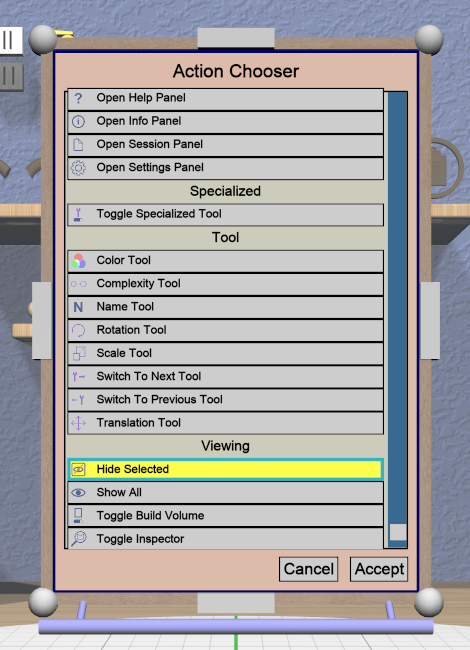 Action Chooser
Open Help Panel
Open Info Panel
Open Session Panel
Open Settings Panel
Specialized
Toggle Specialized Tool
Tool
Color Tool
Complexity Tool
N Name Tool
Rotation Tool
Scale Tool
Switch To Next Tool
Switch To Previous Tool
Translation Tool
Viewing
Hide Selected
Show All
Toggle Build Volume
Toggle Inspector
Cancel Accept